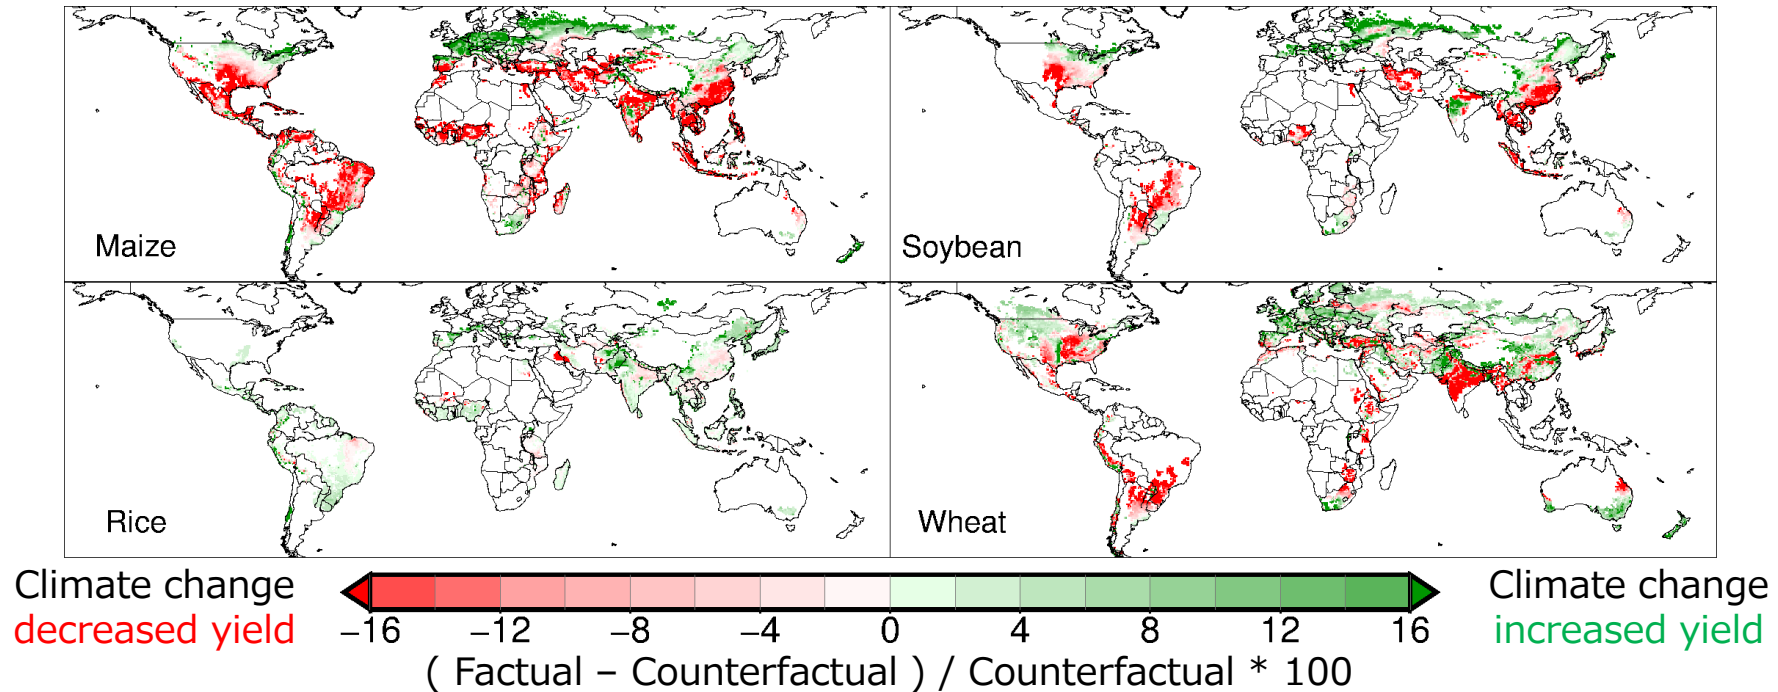 Maize
Soybean
Rice
Wheat
Climate change
decreased yield
−16 −12 −8 −4 0 4 8 12 16
Climate change
increased yield
( Factual – Counterfactual ) / Counterfactual * 100